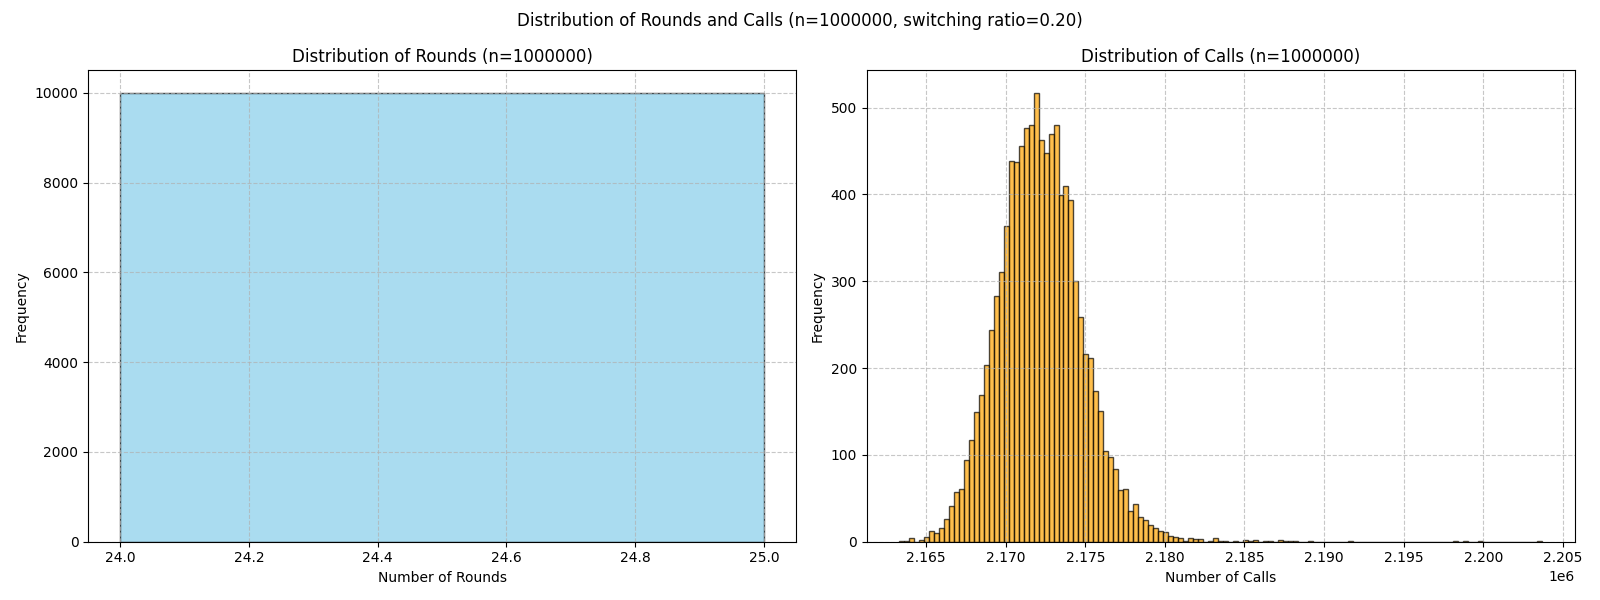 Distribution of Rounds and Calls (n=1000000, switching ratio=0.20)
Distribution of Rounds (n=1000000)
10000
8000
6000
4000
2000
0
Frequency
24.0 24.2 24.4 24.6 24.8 25.0
Number of Rounds
Distribution of Calls (n=1000000)
500
400
300
200
100
0
Frequency
2.165 2.170 2.175 2.180 2.185 2.190 2.195 2.200 2.205
1e6
Number of Calls